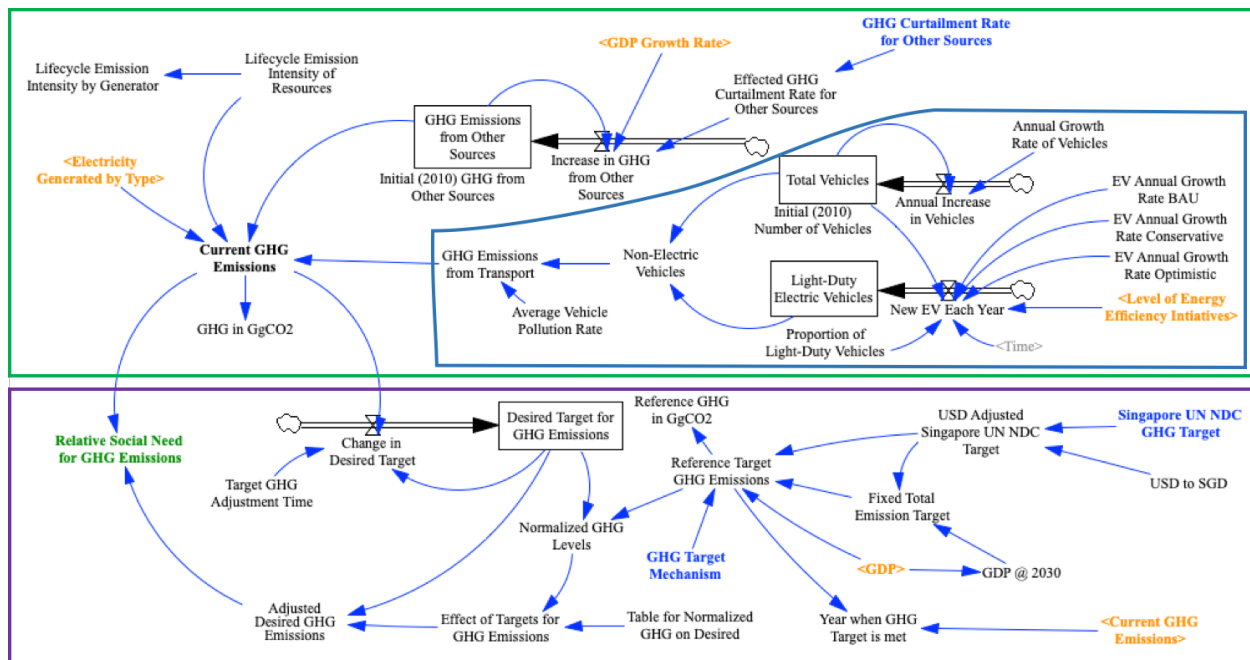 GHG Curtailment Rate
for Other Sources
<GDP Growth Rate>
Lifecycle Emission
Intensity by Generator
Lifecycle Emission
Intensity of
Resources
Effected GHG
Curtailment Rate for
Other Sources
GHG Emissions
from Other
Sources
Initial (2010) GHG from
Other Sources
Increase in GHG
from Other
Sources
<Electricity
Generated by Type>
Annual Growth
Rate of Vehicles
Total Vehicles
Initial (2010)
Number of Vehicles
Annual Increase
in Vehicles
EV Annual Growth
Rate BAU
EV Annual Growth
Rate Conservative
EV Annual Growth
Rate Optimistic
Current GHG
Emissions
GHG Emissions
from Transport
Non-Electric
Vehicles
Light-Duty
Electric Vehicles
New EV Each Year
<Level of Energy
Efficiency Intiatives>
GHG in GgCO2
Average Vehicle
Pollution Rate
Proportion of
Light-Duty Vehicles
<Time>
Relative Social Need
for GHG Emissions
Change in
Desired Target
Desired Target for
GHG Emissions
Reference GHG
in GgCO2
USD Adjusted
Singapore UN NDC
Target
Singapore UN NDC
GHG Target
Target GHG
Adjustment Time
Reference Target
GHG Emissions
USD to SGD
Fixed Total
Emission Target
Normalized GHG
Levels
GHG Target
Mechanism
<GDP>
GDP @ 2030
Adjusted
Desired GHG
Emissions
Effect of Targets for
GHG Emissions
Table for Normalized
GHG on Desired
Year when GHG
Target is met
<Current GHG
Emissions>